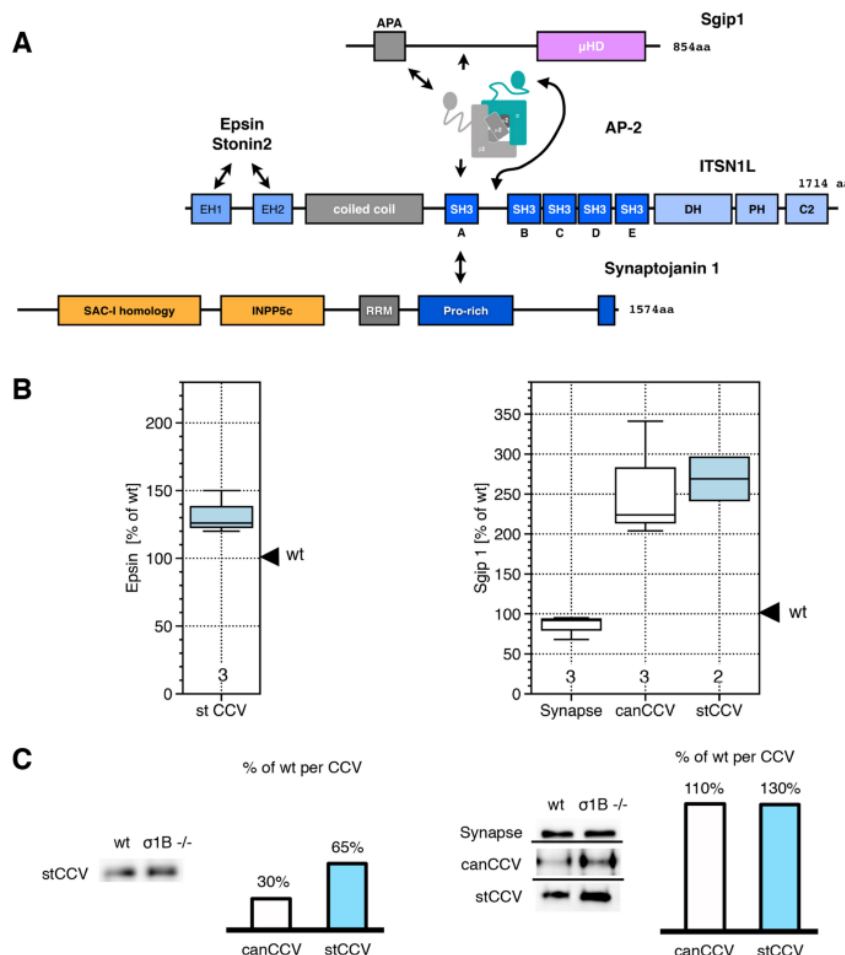 A
Sgip1
APA
µHD
854aa
AP-2
Epsin
Stonin2
ITSN1L
1714 aa
EH1
EH2
coiled coil
SH3
SH3
SH3
SH3
SH3
DH
PH
C2
A
B
C
D
E
Synaptojanin 1
SAC-I homology
INPP5c
RRM
Pro-rich
1574aa
B
Epsin [% of wt]
200
150
100
50
0
wt
3
st CCV
Sgip 1 [% of wt]
350
300
250
200
150
100
50
0
wt
3
3
2
Synapse
canCCV
stCCV
C
% of wt per CCV
wt
σ1B -/-
stCCV
30%
65%
canCCV
stCCV
% of wt per CCV
wt
σ1B -/-
Synapse
canCCV
stCCV
110%
130%
canCCV
stCCV